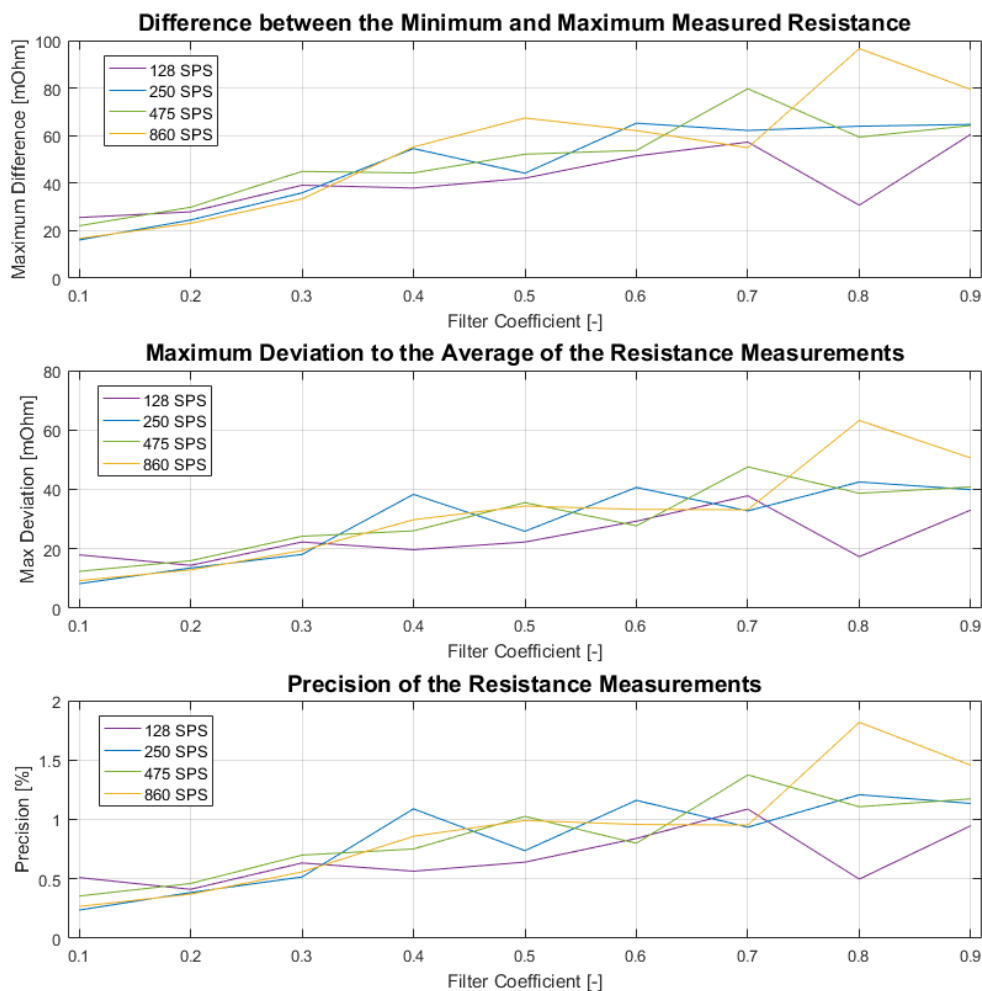 Difference between the Minimum and Maximum Measured Resistance
100
80
60
40
20
0
Maximum Difference [mOhm]
128 SPS
250 SPS
475 SPS
860 SPS
0.1 0.2 0.3 0.4 0.5 0.6 0.7 0.8 0.9
Filter Coefficient [-]
Maximum Deviation to the Average of the Resistance Measurements
80
60
40
20
0
Max Deviation [mOhm]
128 SPS
250 SPS
475 SPS
860 SPS
0.1 0.2 0.3 0.4 0.5 0.6 0.7 0.8 0.9
Filter Coefficient [-]
Precision of the Resistance Measurements
2
1.5
1
0.5
0
Precision [%]
128 SPS
250 SPS
475 SPS
860 SPS
0.1 0.2 0.3 0.4 0.5 0.6 0.7 0.8 0.9
Filter Coefficient [-]